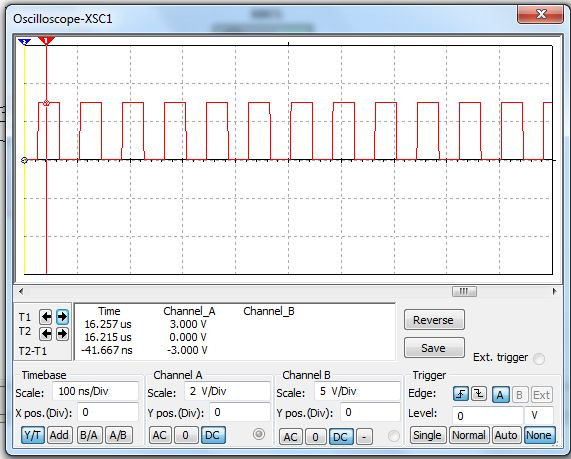 Oscilloscope-XSC1
2 1
Time Channel_A Channel_B
T1 16.257 us 3.000 V
T2 16.215 us 0.000 V
T2-T1 -41.667 ns -3.000 V
Reverse
Save
Ext. trigger
Timebase Channel A Channel B Trigger
Scale: 100 ns/Div Scale: 2 V/Div Scale: 5 V/Div Edge: A B Ext
X pos.(Div): 0 Y pos.(Div): 0 Y pos.(Div): 0 Level: 0 V
Y/T Add B/A A/B AC 0 DC AC 0 DC - Single Normal Auto None